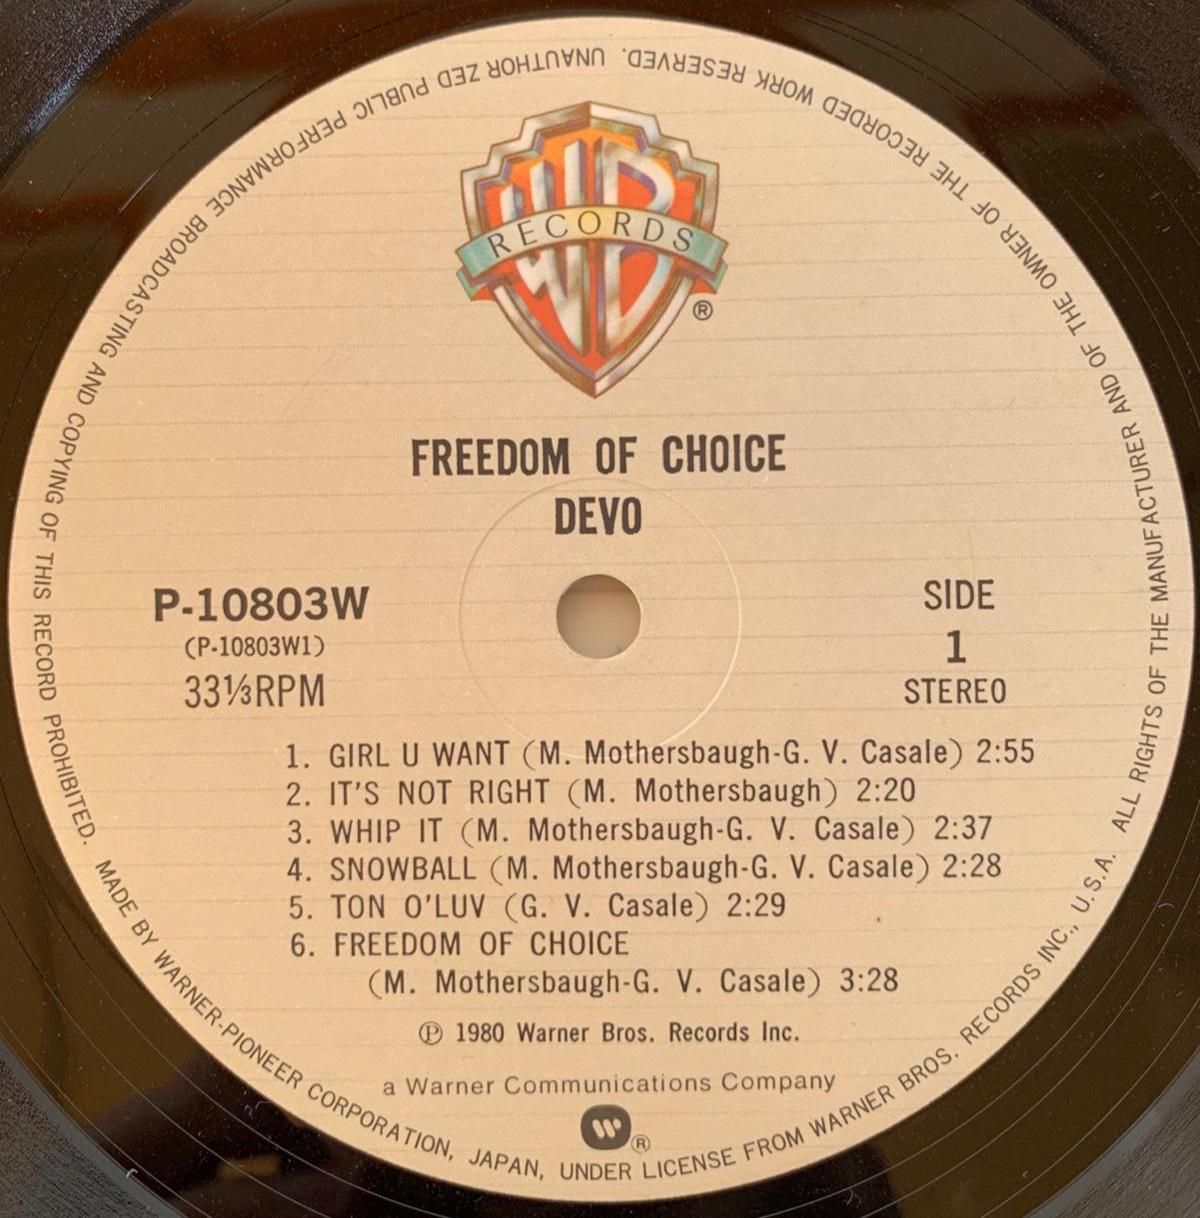 WB
RECORDS
®
FREEDOM OF CHOICE
DEVO
P-10803W
(P-10803W1)
33⅓RPM
SIDE
1
STEREO
1. GIRL U WANT (M. Mothersbaugh-G. V. Casale) 2:55
2. IT'S NOT RIGHT (M. Mothersbaugh) 2:20
3. WHIP IT (M. Mothersbaugh-G. V. Casale) 2:37
4. SNOWBALL (M. Mothersbaugh-G. V. Casale) 2:28
5. TON O'LUV (G. V. Casale) 2:29
6. FREEDOM OF CHOICE
(M. Mothersbaugh-G. V. Casale) 3:28
℗ 1980 Warner Bros. Records Inc.
a Warner Communications Company
®
MADE BY WARNER-PIONEER CORPORATION, JAPAN, UNDER LICENSE FROM WARNER BROS. RECORDS INC., U.S.A. ALL RIGHTS OF THE MANUFACTURER AND OF THE OWNER OF THE RECORDED WORK RESERVED. UNAUTHOR ZED PUBLIC PERFORMANCE BROADCASTING AND COPYING OF THIS RECORD PROHIBITED.